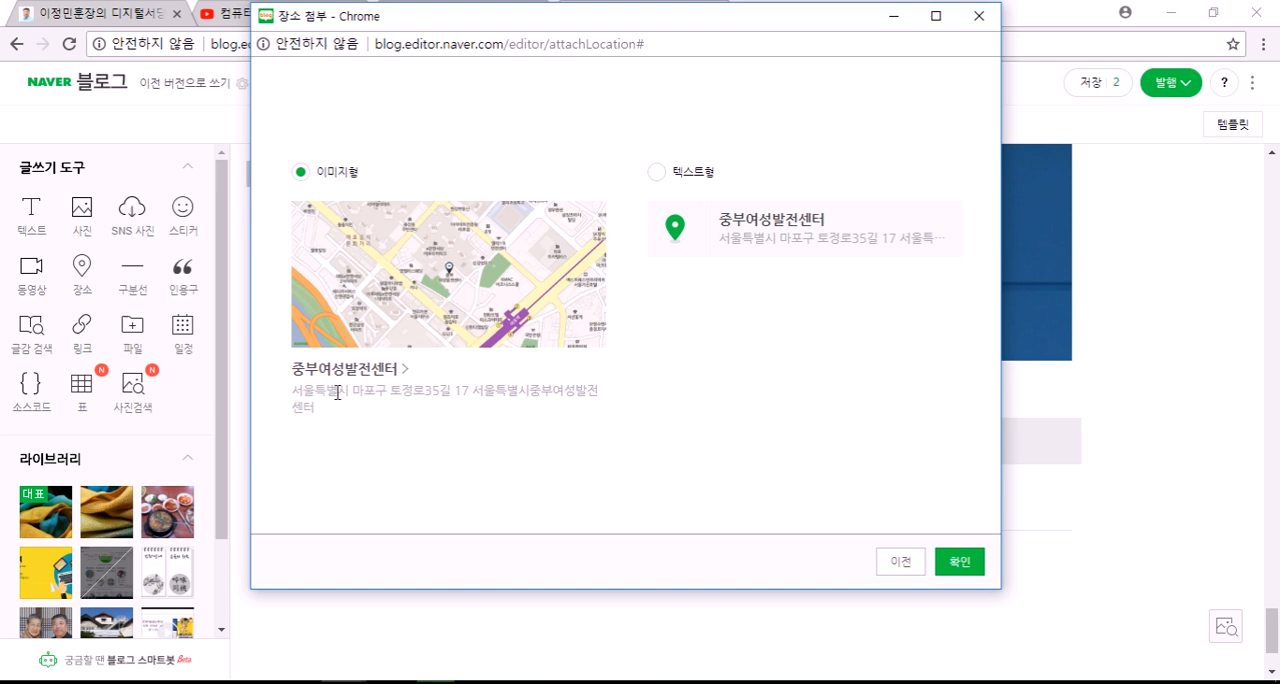 이정민훈장의 디지털서당
컴퓨터
장소 첨부 - Chrome
안전하지 않음
blog.ed
안전하지 않음
blog.editor.naver.com/editor/attachLocation#
NAVER 블로그
이전 버전으로 쓰기
저장 2
발행
?
템플릿
글쓰기 도구
텍스트
사진
SNS 사진
스티커
동영상
장소
구분선
인용구
글감 검색
링크
파일
일정
N
N
소스코드
표
사진검색
라이브러리
대표
궁금할 땐 블로그 스마트봇 Beta
이미지형
텍스트형
중부여성발전센터
서울특별시 마포구 토정로35길 17 서울특…
중부여성발전센터 >
서울특별시 마포구 토정로35길 17 서울특별시중부여성발전
센터
이전
확인